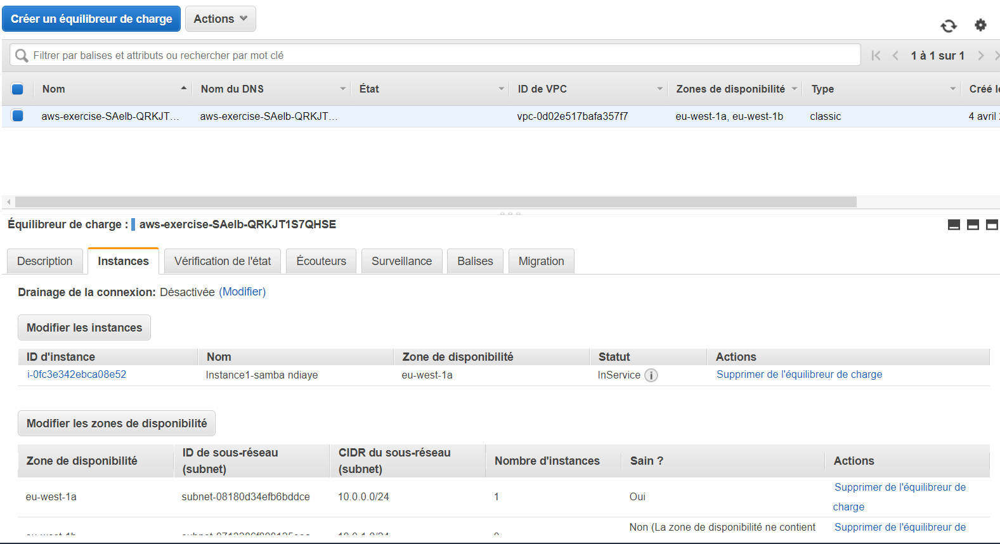 Créer un équilibreur de charge Actions
Filtrer par balises et attributs ou rechercher par mot clé 1 à 1 sur 1
Nom Nom du DNS État ID de VPC Zones de disponibilité Type Créé le
aws-exercise-SAelb-QRKJT... aws-exercise-SAelb-QRKJT... vpc-0d02e517bafa357f7 eu-west-1a, eu-west-1b classic 4 avril
Équilibreur de charge : aws-exercise-SAelb-QRKJT1S7QHSE
Description Instances Vérification de l'état Écouteurs Surveillance Balises Migration
Drainage de la connexion: Désactivée (Modifier)
Modifier les instances
ID d'instance Nom Zone de disponibilité Statut Actions
i-0fc3e342ebca08e52 Instance1-samba ndiaye eu-west-1a InService i Supprimer de l'équilibreur de charge
Modifier les zones de disponibilité
Zone de disponibilité ID de sous-réseau (subnet) CIDR du sous-réseau (subnet) Nombre d'instances Sain ? Actions
eu-west-1a subnet-08180d34efb6bddce 10.0.0.0/24 1 Oui Supprimer de l'équilibreur de
charge
Non (La zone de disponibilité ne contient Supprimer de l'équilibreur de